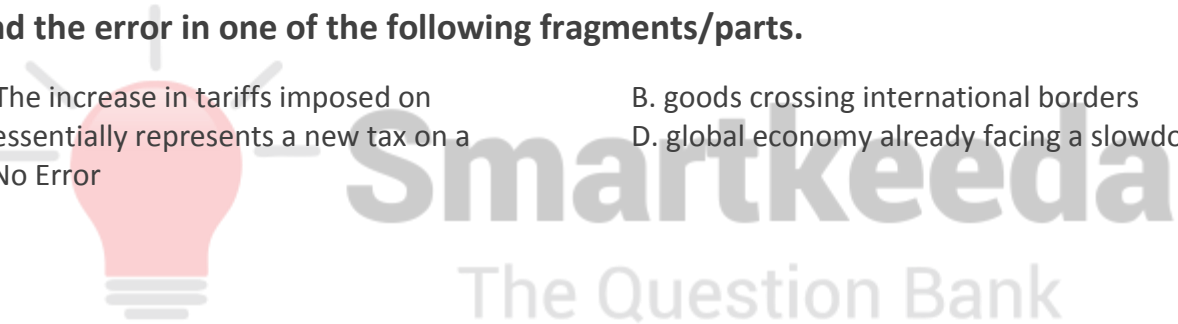 nd the error in one of the following fragments/parts.
The increase in tariffs imposed on
B. goods crossing international borders
essentially represents a new tax on a
D. global economy already facing a slowdo
No Error
Smartkeeda
The Question Bank